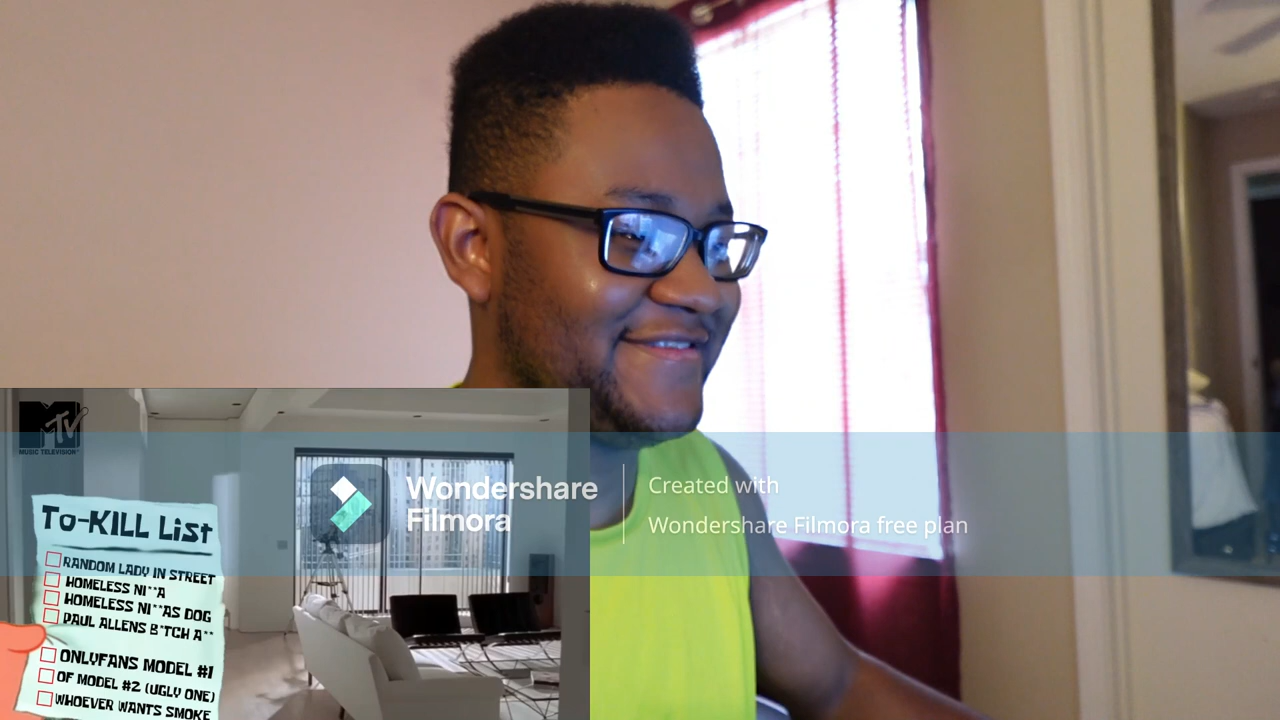 MTV
MUSIC TELEVISION
Wondershare
Filmora
Created with
Wondershare Filmora free plan
To-KILL List
RANDOM LADY IN STREET
HOMELESS NI**A
HOMELESS NI**AS DOG
PAUL ALLENS B*TCH A**
ONLYFANS MODEL #1
OF MODEL #2 (UGLY ONE)
WHOEVER WANTS SMOKE